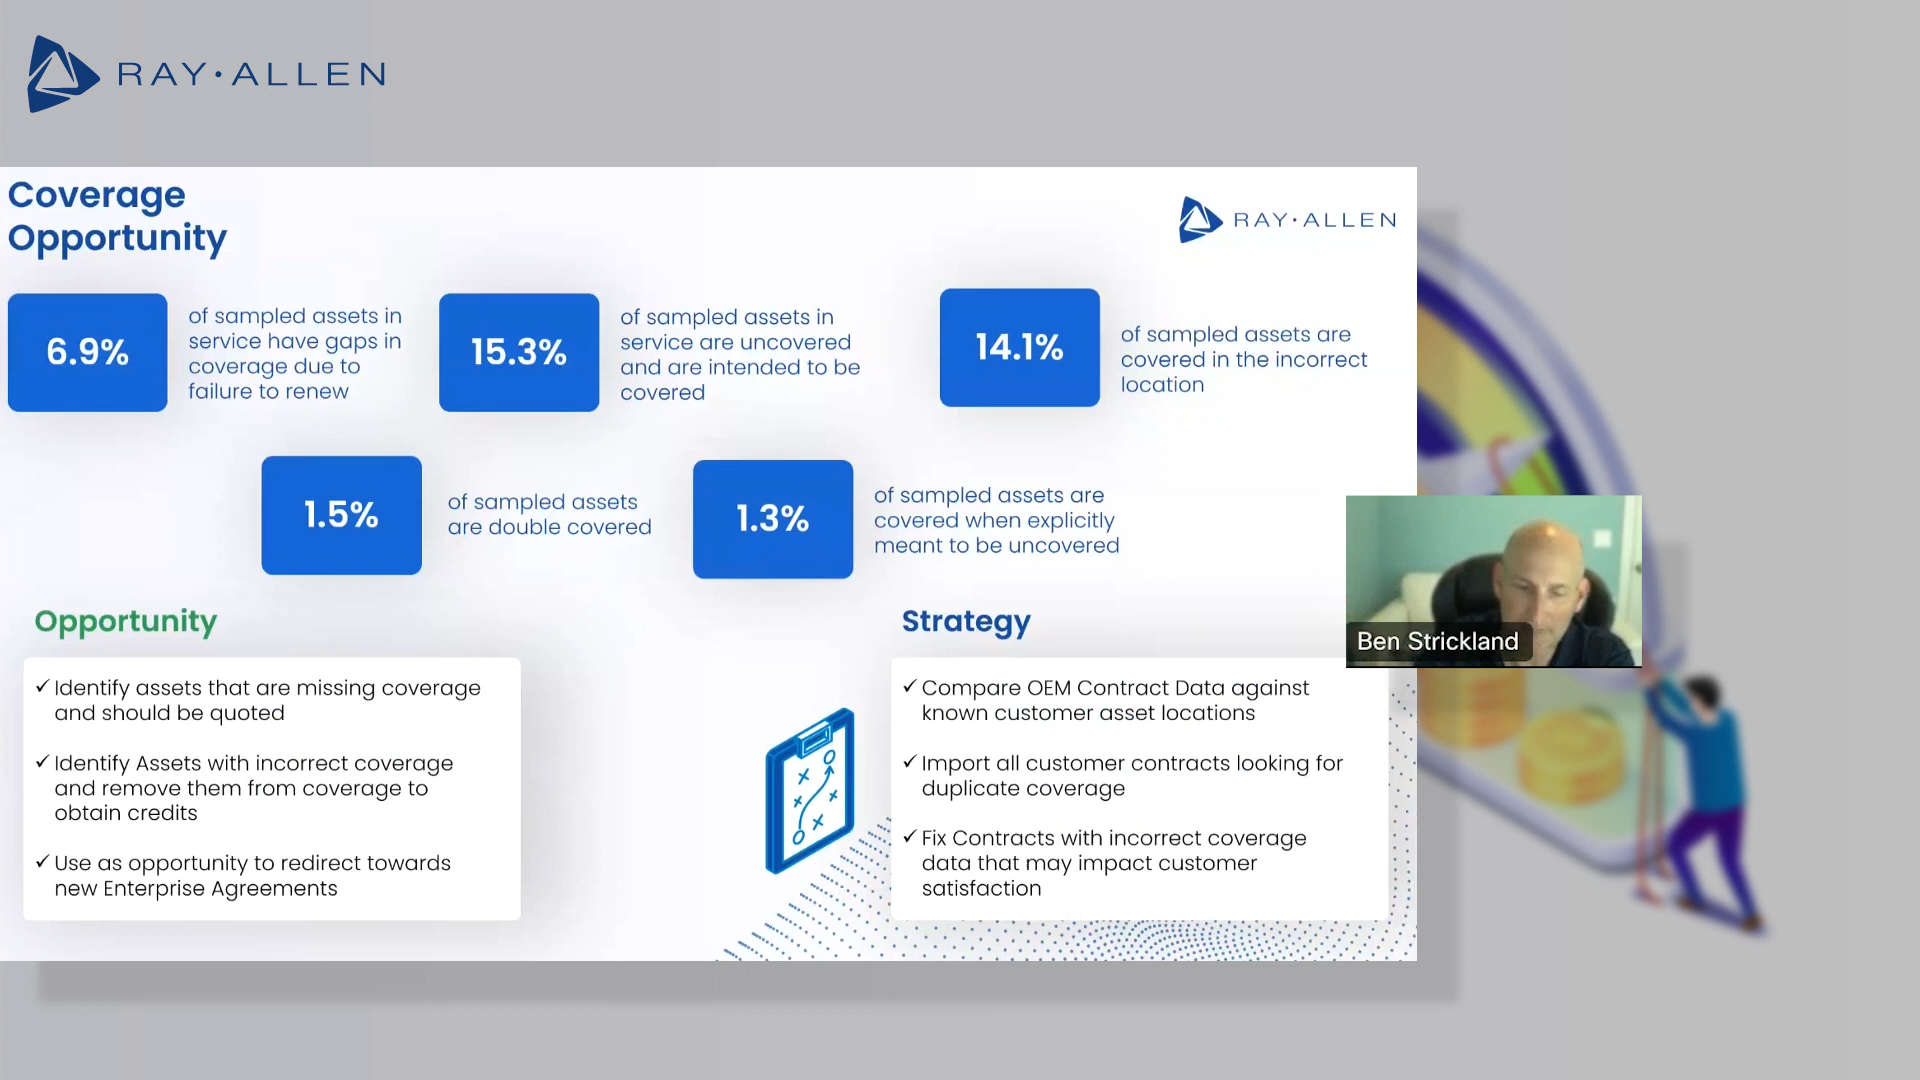 RAY·ALLEN
Coverage
Opportunity
RAY·ALLEN
6.9%
of sampled assets in
service have gaps in
coverage due to
failure to renew
15.3%
of sampled assets in
service are uncovered
and are intended to be
covered
14.1%
of sampled assets are
covered in the incorrect
location
1.5%
of sampled assets
are double covered
1.3%
of sampled assets are
covered when explicitly
meant to be uncovered
Opportunity
✓ Identify assets that are missing coverage
and should be quoted
✓ Identify Assets with incorrect coverage
and remove them from coverage to
obtain credits
✓ Use as opportunity to redirect towards
new Enterprise Agreements
Strategy
✓ Compare OEM Contract Data against
known customer asset locations
✓ Import all customer contracts looking for
duplicate coverage
✓ Fix Contracts with incorrect coverage
data that may impact customer
satisfaction
Ben Strickland